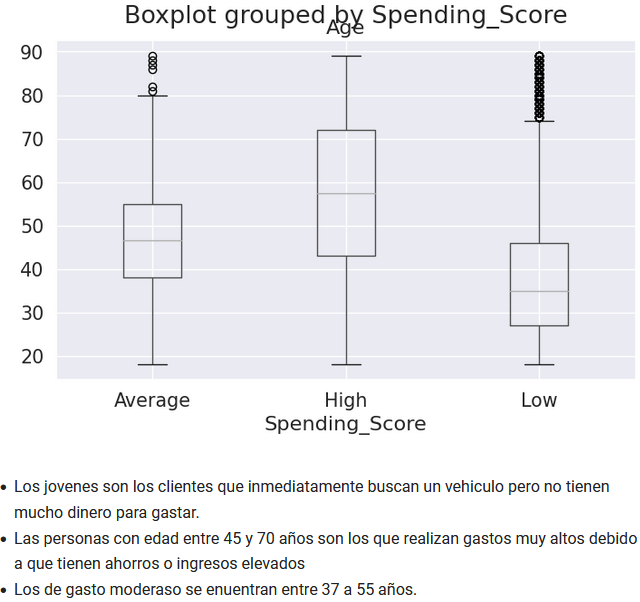 Boxplot grouped by Spending_Score
Age
90
80
70
60
50
40
30
20
Average High Low
Spending_Score
Los jovenes son los clientes que inmediatamente buscan un vehiculo pero no tienen
mucho dinero para gastar.
Las personas con edad entre 45 y 70 años son los que realizan gastos muy altos debido
a que tienen ahorros o ingresos elevados
Los de gasto moderaso se enuentran entre 37 a 55 años.